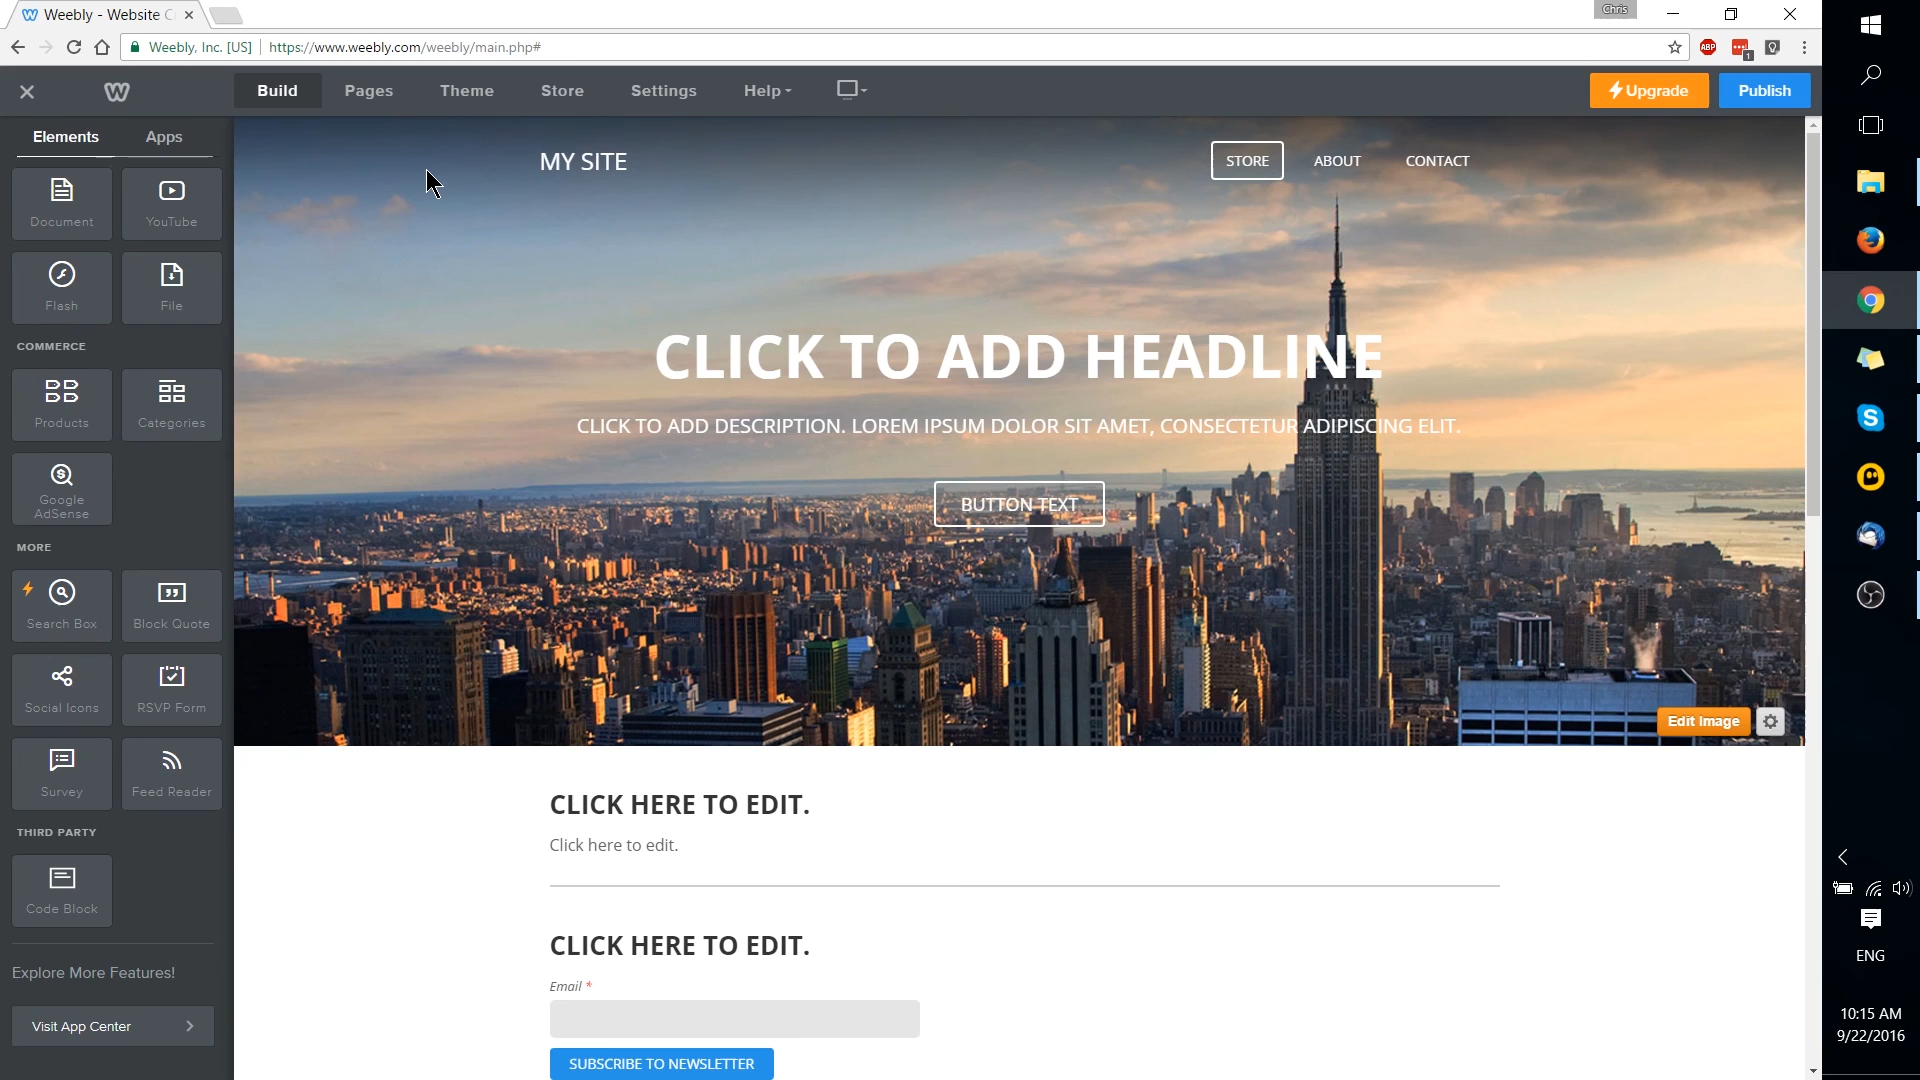 Weebly - Website C
Chris
Weebly, Inc. [US]
https://www.weebly.com/weebly/main.php#
ABP
1
Build
Pages
Theme
Store
Settings
Help
Upgrade
Publish
Elements
Apps
Document
YouTube
Flash
File
COMMERCE
Products
Categories
Google
AdSense
MORE
Search Box
Block Quote
Social Icons
RSVP Form
Survey
Feed Reader
THIRD PARTY
Code Block
Explore More Features!
Visit App Center
MY SITE
STORE
ABOUT
CONTACT
CLICK TO ADD HEADLINE
CLICK TO ADD DESCRIPTION. LOREM IPSUM DOLOR SIT AMET, CONSECTETUR ADIPISCING ELIT.
BUTTON TEXT
Edit Image
CLICK HERE TO EDIT.
Click here to edit.
CLICK HERE TO EDIT.
Email *
SUBSCRIBE TO NEWSLETTER
ENG
10:15 AM
9/22/2016